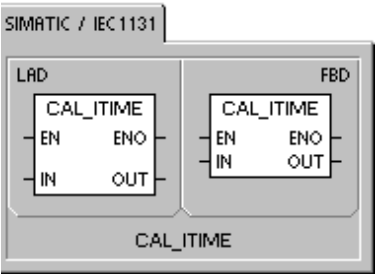 SIMATIC / IEC1131
LAD
FBD
CAL_ITIME
EN ENO
IN OUT
CAL_ITIME
EN ENO
IN OUT
CAL_ITIME